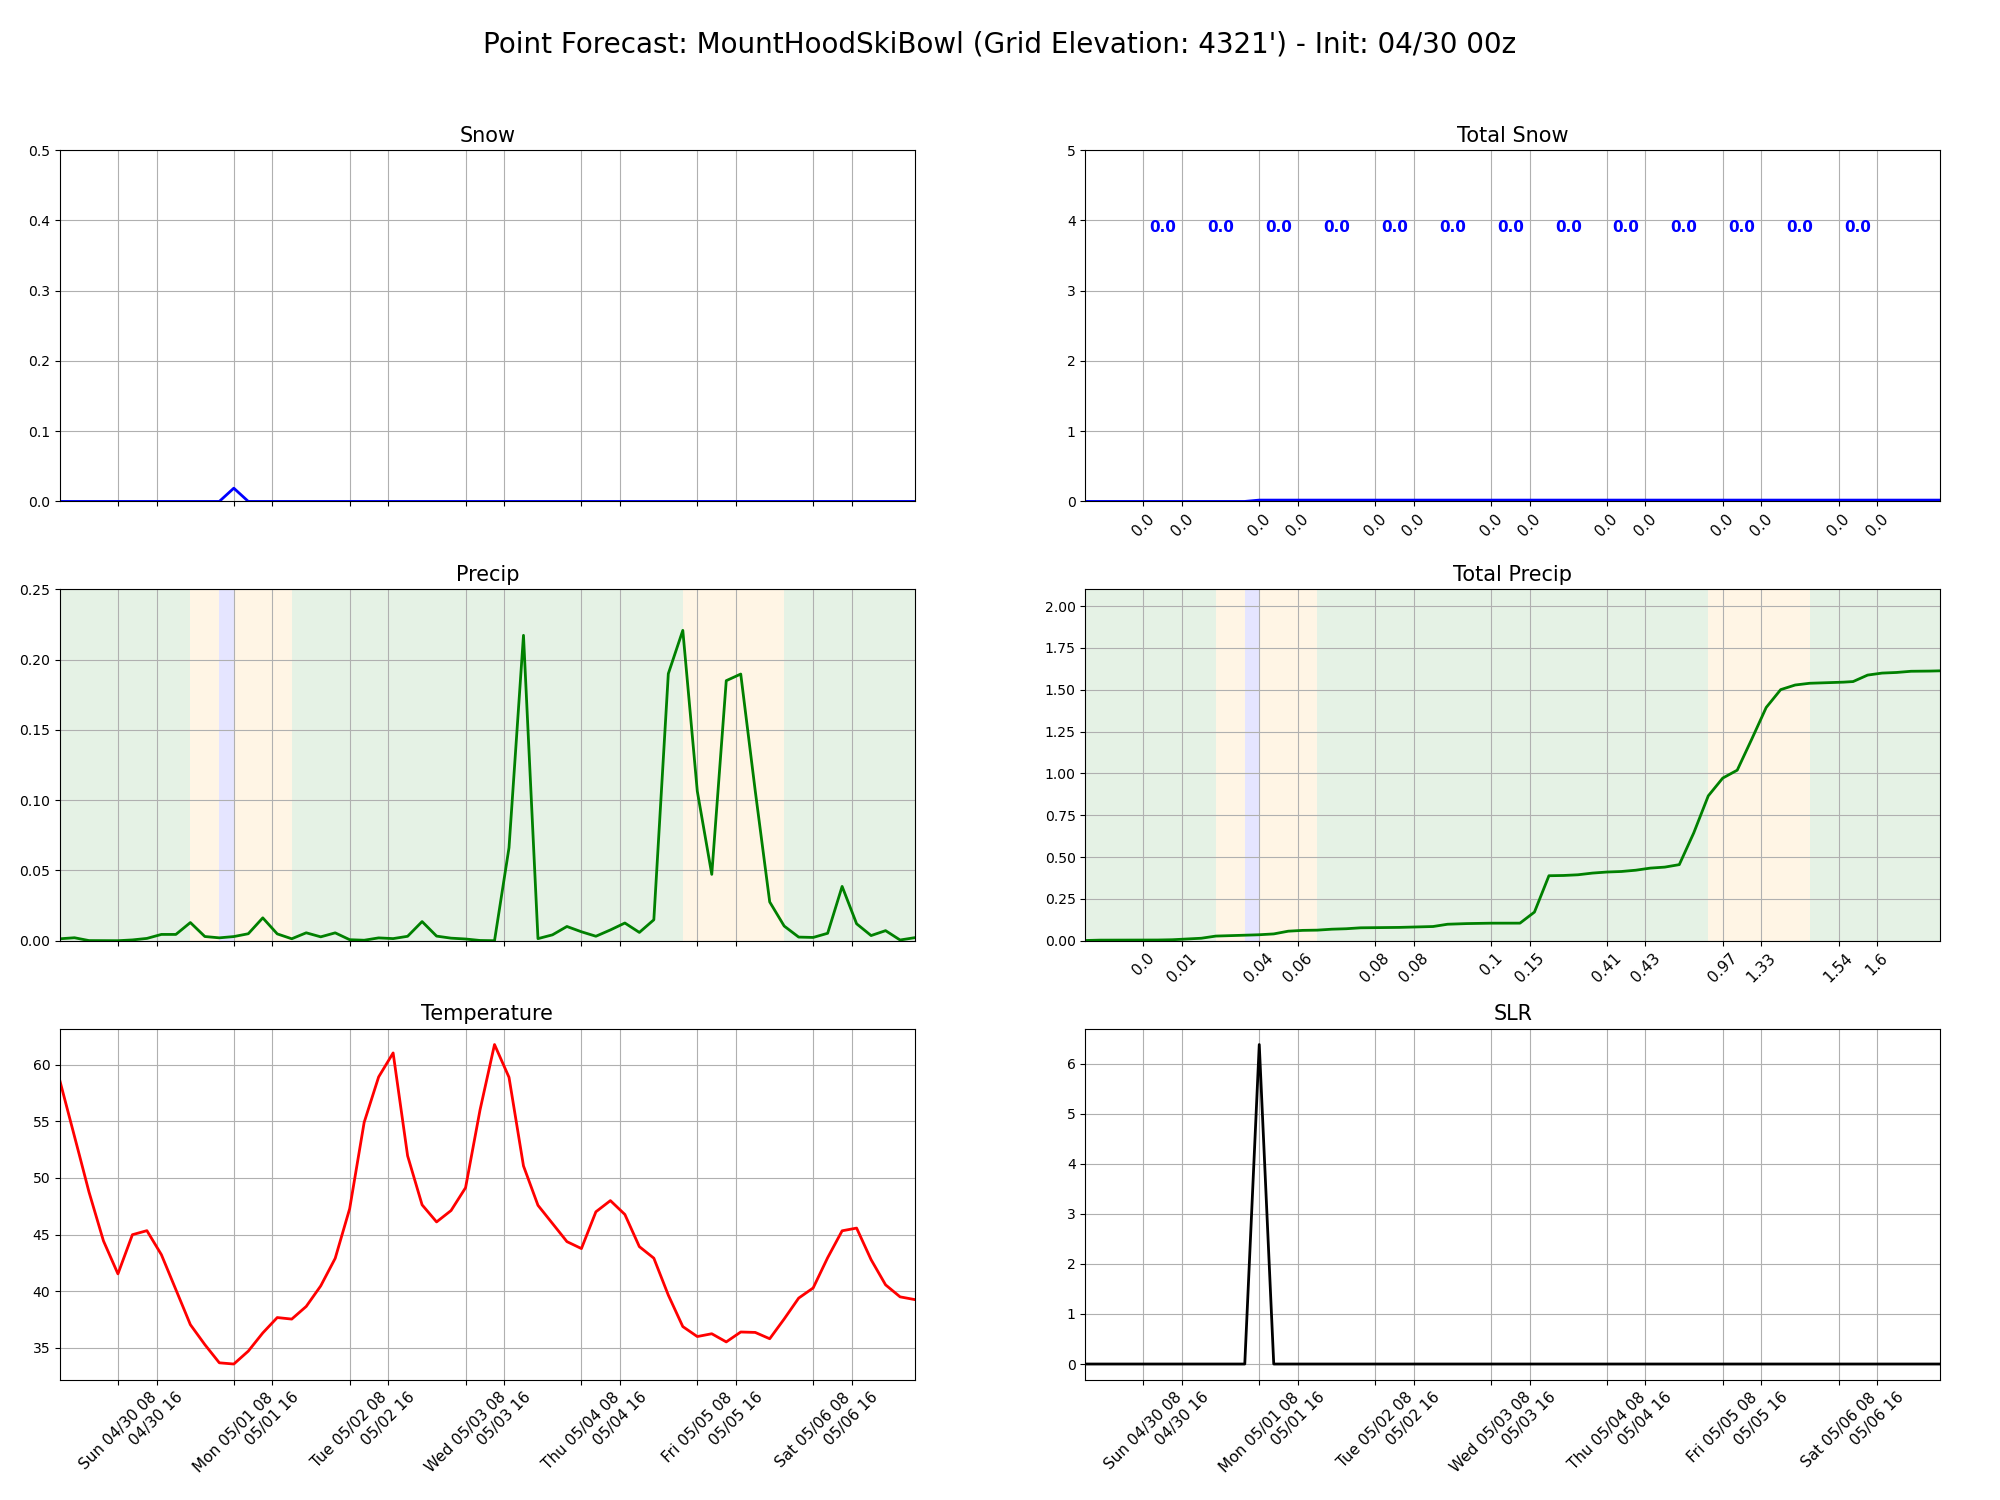 Point Forecast: MountHoodSkiBowl (Grid Elevation: 4321') - Init: 04/30 00z
Snow
0.5
0.4
0.3
0.2
0.1
0.0
Total Snow
5
4
3
2
1
0
0.0 0.0 0.0 0.0 0.0 0.0 0.0 0.0 0.0 0.0 0.0 0.0 0.0
0.0 0.0 0.0 0.0 0.0 0.0 0.0 0.0 0.0 0.0 0.0 0.0 0.0 0.0
Precip
0.25
0.20
0.15
0.10
0.05
0.00
Total Precip
2.00
1.75
1.50
1.25
1.00
0.75
0.50
0.25
0.00
0.0 0.01 0.04 0.06 0.08 0.08 0.1 0.15 0.41 0.43 0.97 1.33 1.54 1.6
Temperature
60
55
50
45
40
35
Sun 04/30 08
04/30 16
Mon 05/01 08
05/01 16
Tue 05/02 08
05/02 16
Wed 05/03 08
05/03 16
Thu 05/04 08
05/04 16
Fri 05/05 08
05/05 16
Sat 05/06 08
05/06 16
SLR
6
5
4
3
2
1
0
Sun 04/30 08
04/30 16
Mon 05/01 08
05/01 16
Tue 05/02 08
05/02 16
Wed 05/03 08
05/03 16
Thu 05/04 08
05/04 16
Fri 05/05 08
05/05 16
Sat 05/06 08
05/06 16